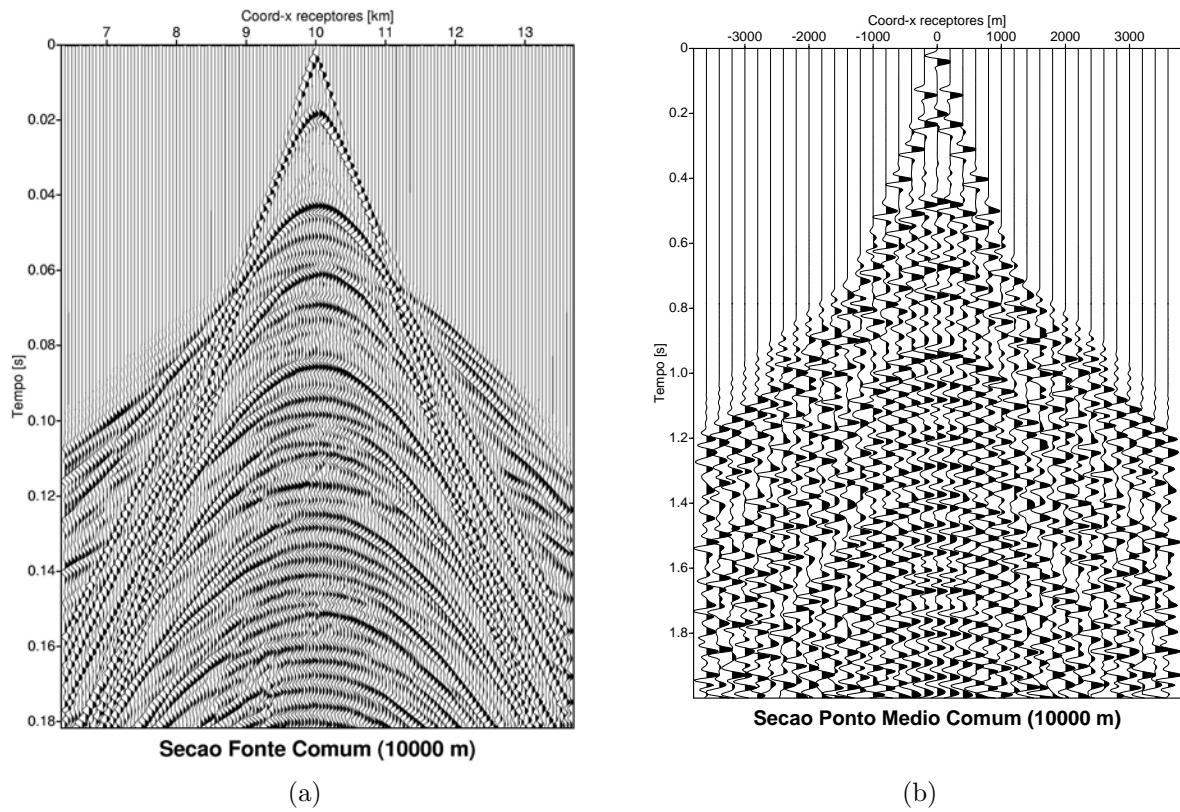 Coord-x receptores [km]
7 8 9 10 11 12 13
0
0.02
0.04
0.06
0.08
0.10
0.12
0.14
0.16
0.18
Tempo [s]
Secao Fonte Comum (10000 m)
(a)
Coord-x receptores [m]
-3000 -2000 -1000 0 1000 2000 3000
0
0.2
0.4
0.6
0.8
1.0
1.2
1.4
1.6
1.8
Tempo [s]
Secao Ponto Medio Comum (10000 m)
(b)